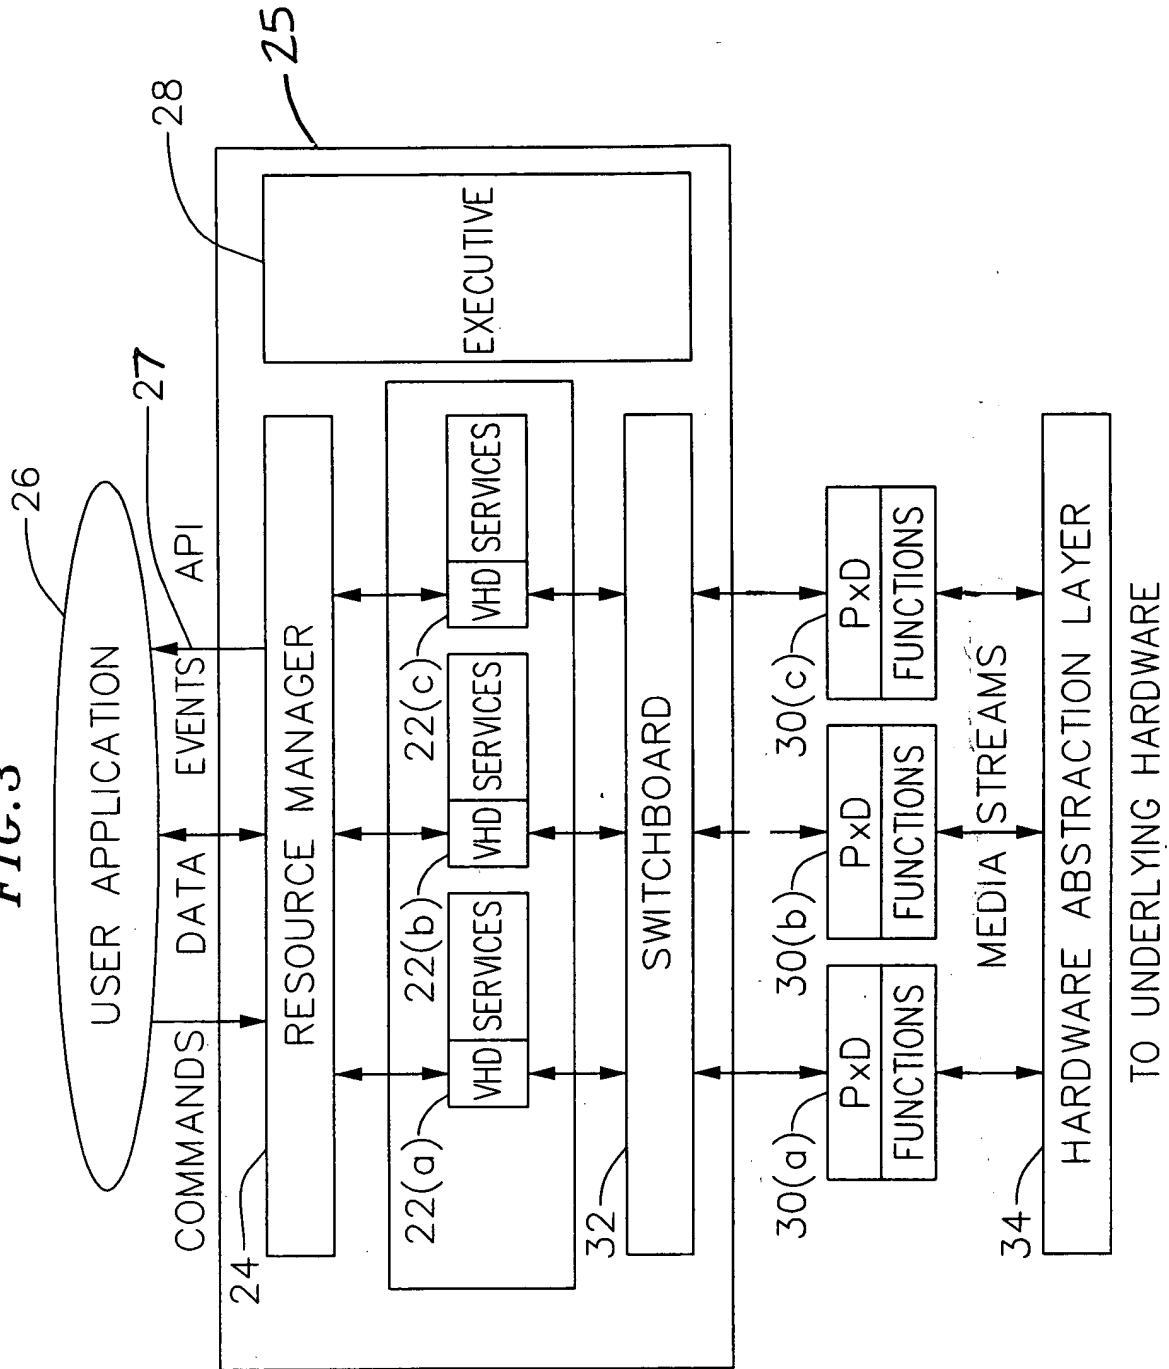 FIG.3
26
USER APPLICATION
27
COMMANDS DATA EVENTS API
28
25
24
RESOURCE MANAGER
EXECUTIVE
22(a) 22(b) 22(c)
VHD SERVICES VHD SERVICES VHD SERVICES
32
SWITCHBOARD
30(a) 30(b) 30(c)
PxD PxD PxD
FUNCTIONS FUNCTIONS FUNCTIONS
MEDIA STREAMS
34
HARDWARE ABSTRACTION LAYER
TO UNDERLYING HARDWARE